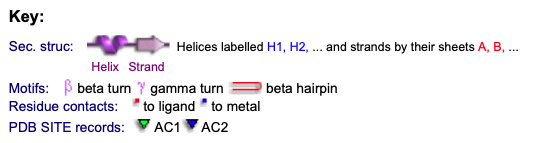 Key:
Sec. struc: Helices labelled H1, H2, ... and strands by their sheets A, B, ...
Helix Strand
Motifs: β beta turn γ gamma turn beta hairpin
Residue contacts: to ligand to metal
PDB SITE records: AC1 AC2